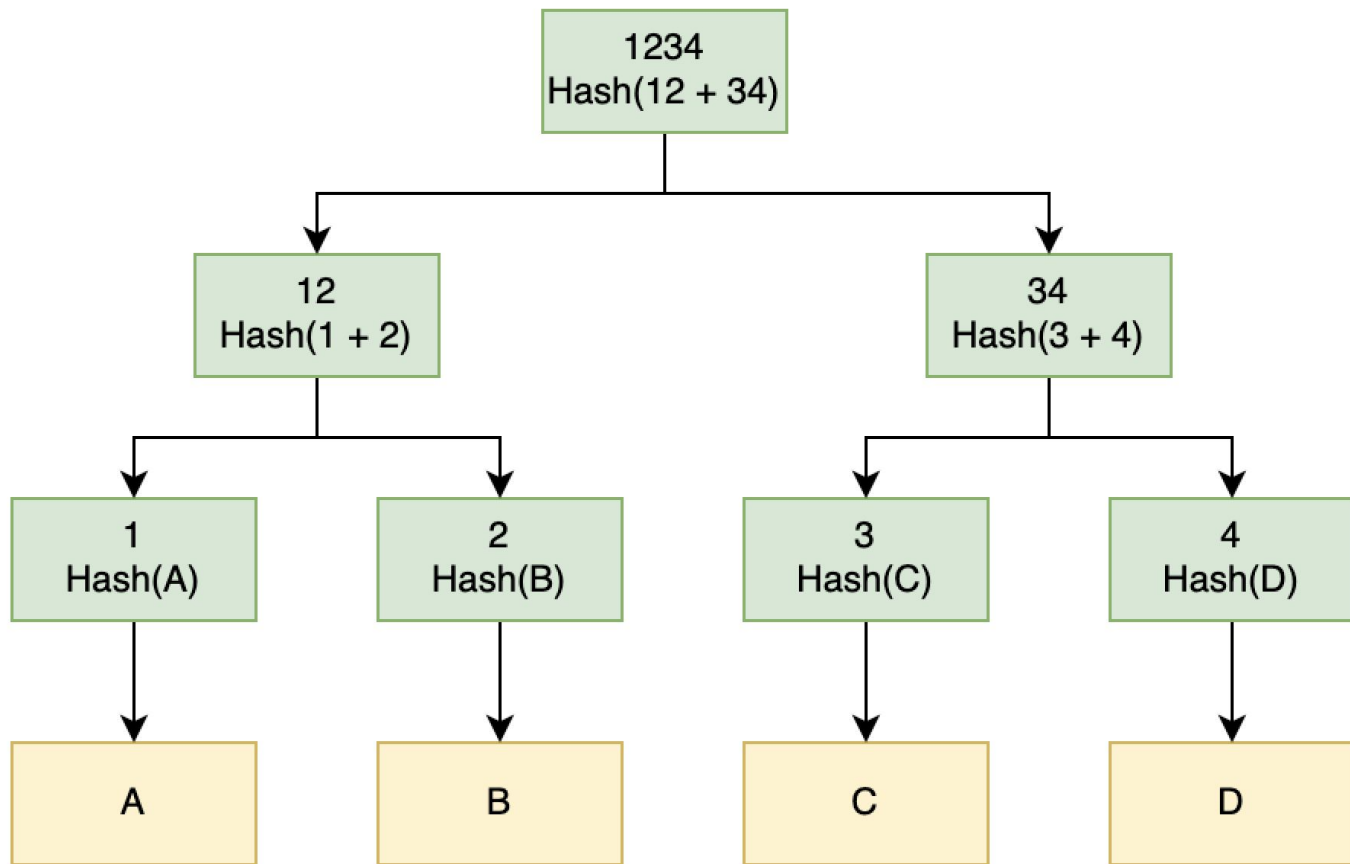 1234
Hash(12 + 34)
12
Hash(1 + 2)
34
Hash(3 + 4)
1
Hash(A)
2
Hash(B)
3
Hash(C)
4
Hash(D)
A
B
C
D